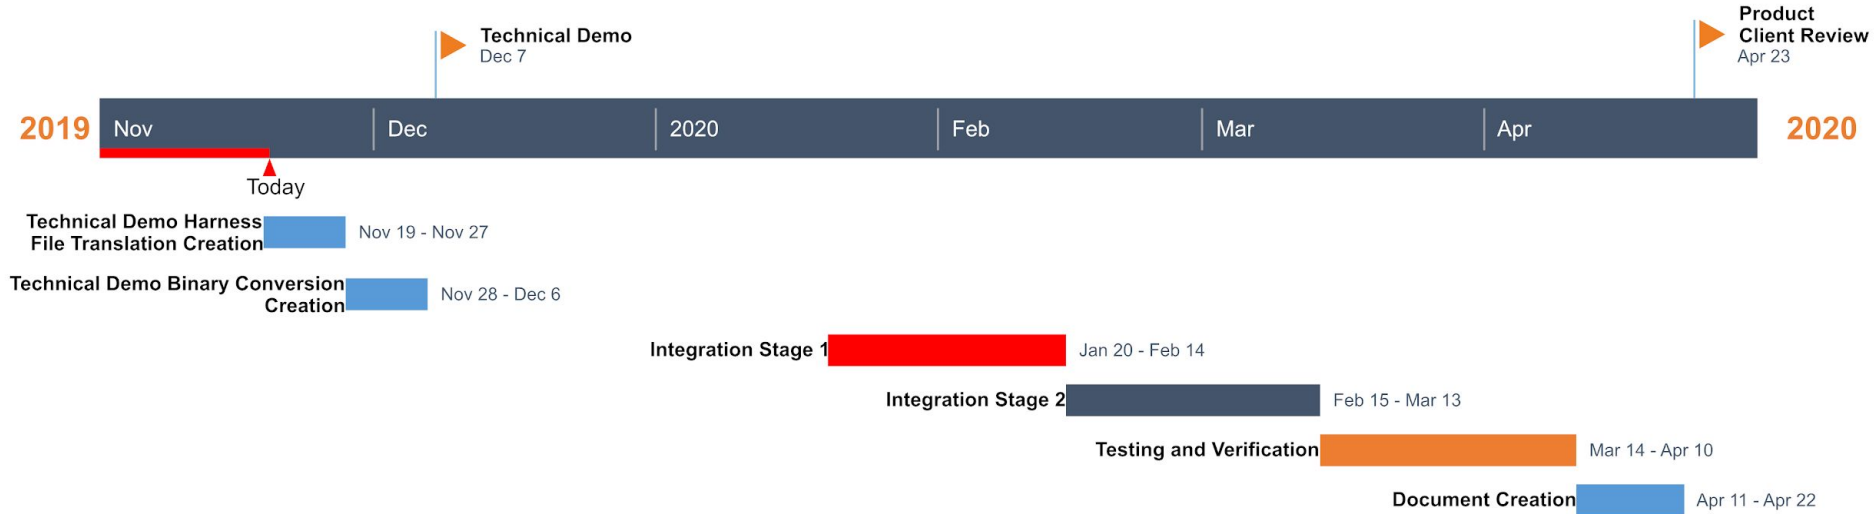 Product
Technical Demo
Client Review
Dec 7
Apr 23
2019
Nov
Dec
2020
Feb
Mar
Apr
2020
Today
Technical Demo Harness
File Translation Creation
Nov 19 - Nov 27
Technical Demo Binary Conversion
Creation
Nov 28 - Dec 6
Integration Stage 1
Jan 20 - Feb 14
Integration Stage 2
Feb 15 - Mar 13
Testing and Verification
Mar 14 - Apr 10
Document Creation
Apr 11 - Apr 22